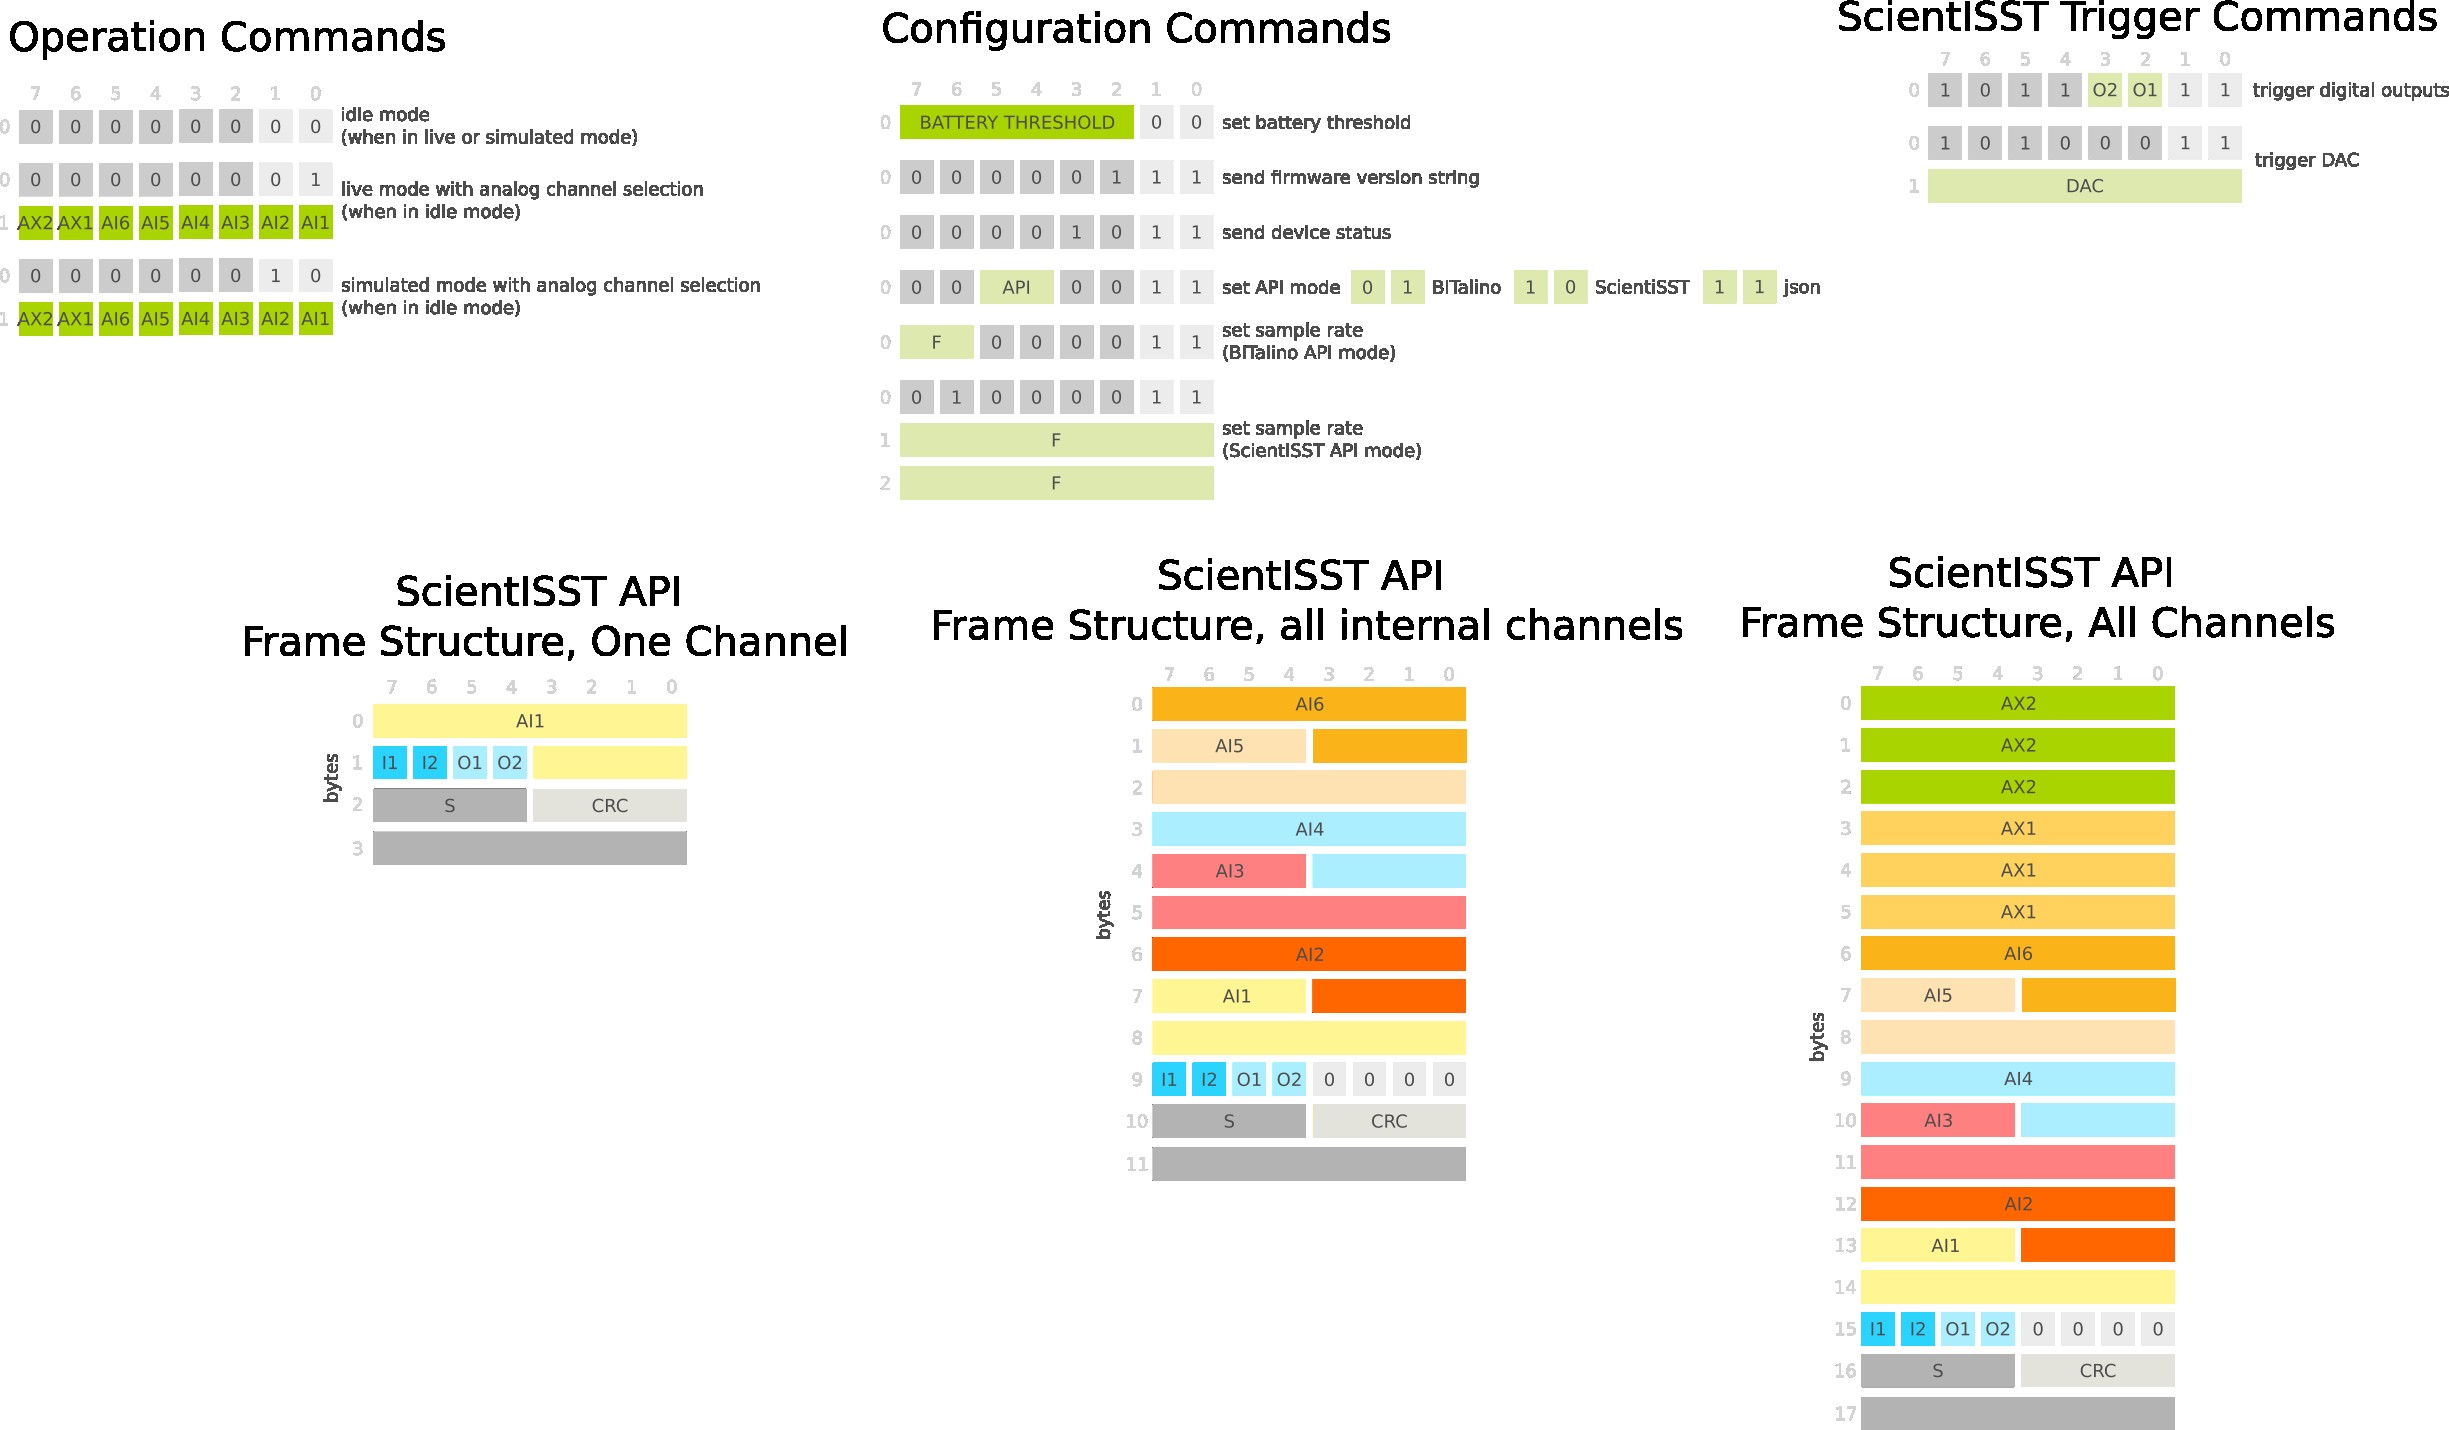 Operation Commands
7 6 5 4 3 2 1 0
0 0 0 0 0 0 0 0 0 idle mode
(when in live or simulated mode)
0 0 0 0 0 0 0 0 1 live mode with analog channel selection
1 AX2 AX1 AI6 AI5 AI4 AI3 AI2 AI1 (when in idle mode)
0 0 0 0 0 0 0 1 0 simulated mode with analog channel selection
1 AX2 AX1 AI6 AI5 AI4 AI3 AI2 AI1 (when in idle mode)
Configuration Commands
7 6 5 4 3 2 1 0
0 BATTERY THRESHOLD 0 0 set battery threshold
0 0 0 0 0 0 1 1 1 send firmware version string
0 0 0 0 0 1 0 1 1 send device status
0 0 0 API 0 0 1 1 set API mode 0 1 BITalino 1 0 ScientiSST 1 1 json
0 F 0 0 0 0 1 1 set sample rate
(BITalino API mode)
0 0 1 0 0 0 0 1 1
1 F set sample rate
(ScientISST API mode)
2 F
ScientISST Trigger Commands
7 6 5 4 3 2 1 0
0 1 0 1 1 O2 O1 1 1 trigger digital outputs
0 1 0 1 0 0 0 1 1
trigger DAC
1 DAC
ScientISST API
Frame Structure, One Channel
7 6 5 4 3 2 1 0
bytes
0 AI1
1 I1 I2 O1 O2
2 S CRC
3
ScientISST API
Frame Structure, all internal channels
7 6 5 4 3 2 1 0
bytes
0 AI6
1 AI5
2
3 AI4
4 AI3
5
6 AI2
7 AI1
8
9 I1 I2 O1 O2 0 0 0 0
10 S CRC
11
ScientISST API
Frame Structure, All Channels
7 6 5 4 3 2 1 0
bytes
0 AX2
1 AX2
2 AX2
3 AX1
4 AX1
5 AX1
6 AI6
7 AI5
8
9 AI4
10 AI3
11
12 AI2
13 AI1
14
15 I1 I2 O1 O2 0 0 0 0
16 S CRC
17